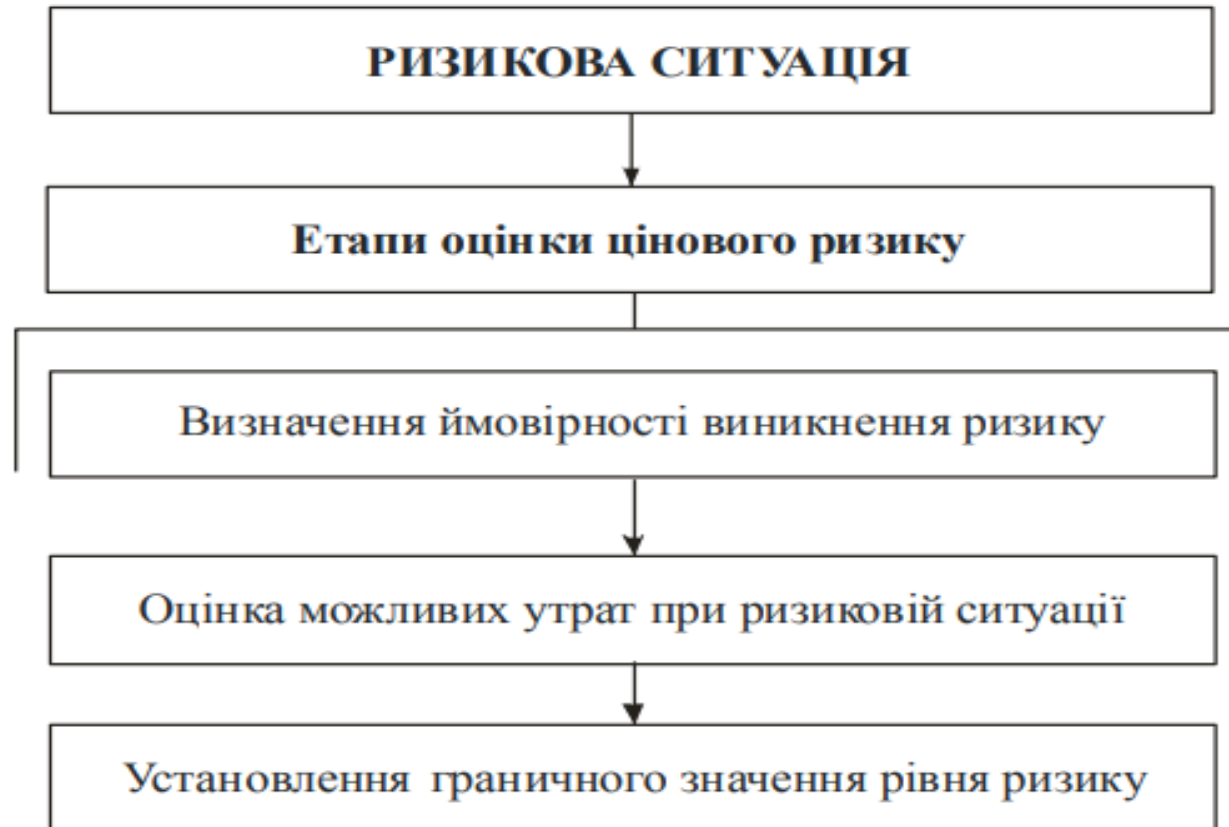 РИЗИКОВА СИТУАЦІЯ
Етапи оцінки цінового ризику
Визначення ймовірності виникнення ризику
Оцінка можливих утрат при ризиковій ситуації
Установлення граничного значення рівня ризику